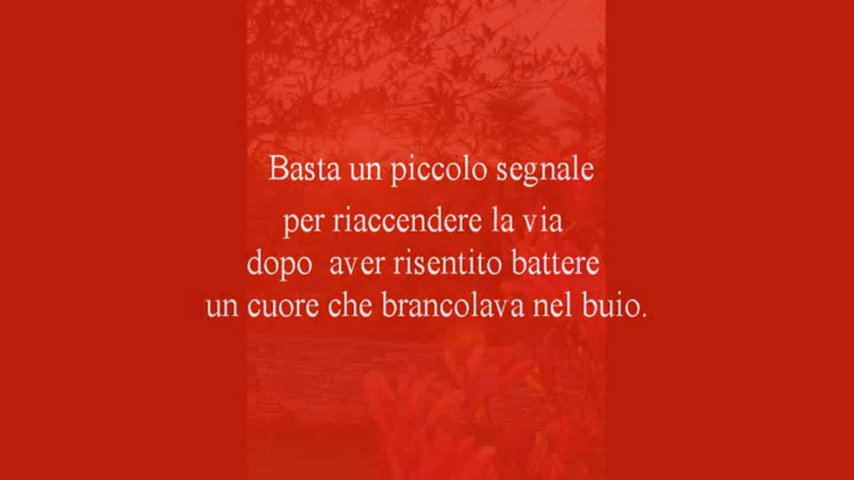 Basta un piccolo segnale
per riaccendere la via
dopo aver risentito battere
un cuore che brancolava nel buio.